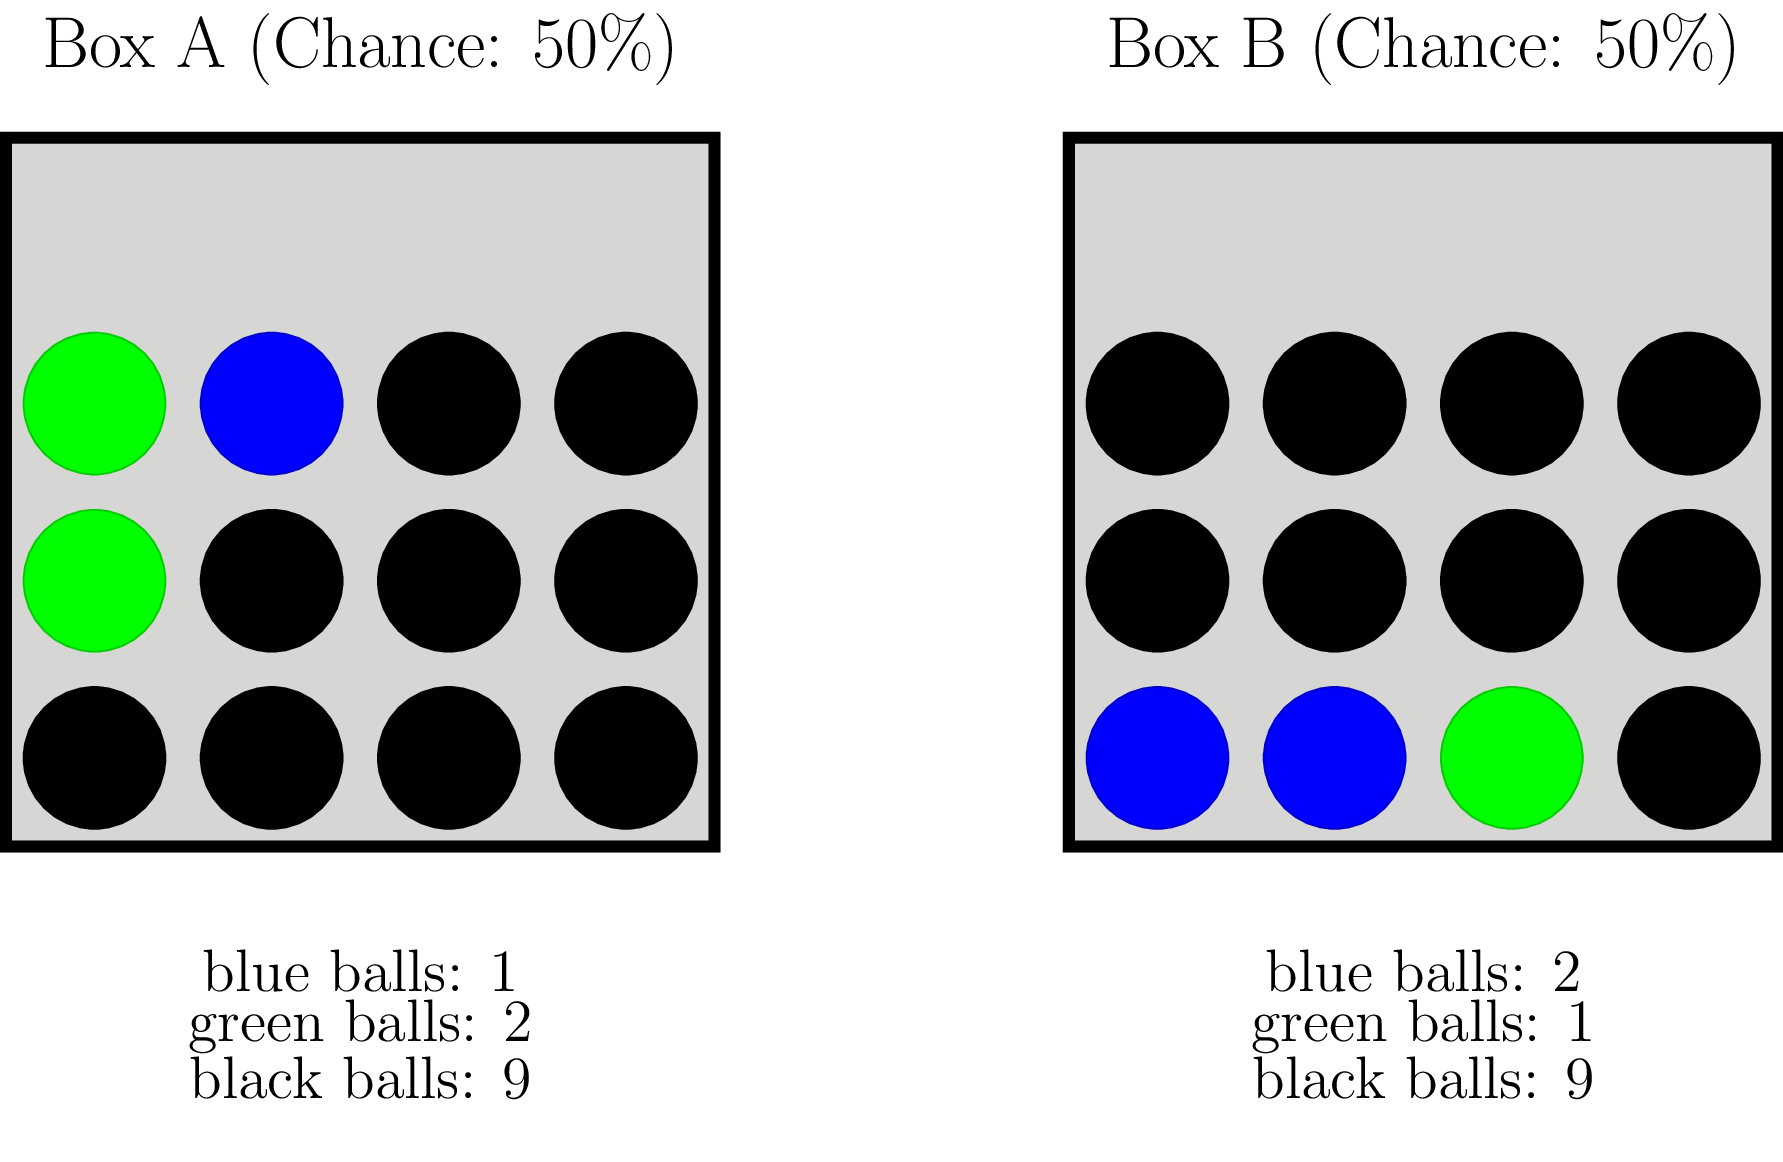 Box A (Chance: 50%)
Box B (Chance: 50%)
blue balls: 1
green balls: 2
black balls: 9
blue balls: 2
green balls: 1
black balls: 9